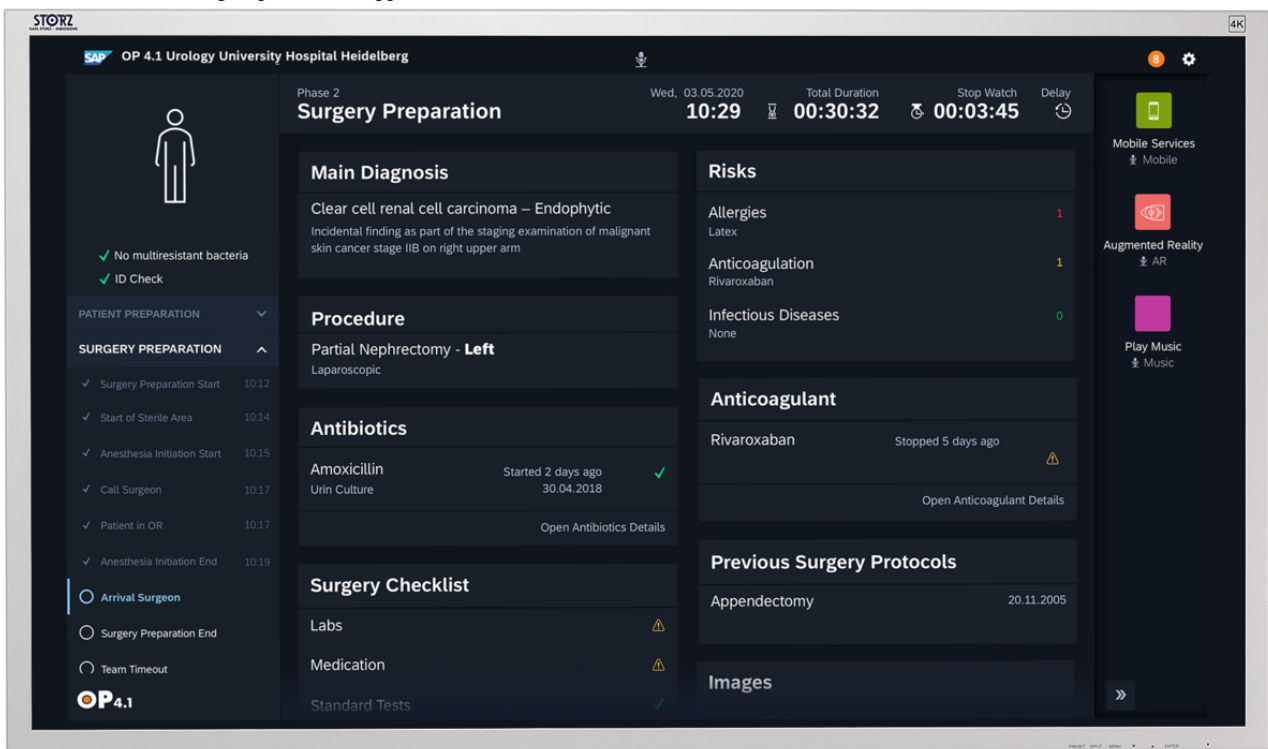 STORZ
KARL STORZ – ENDOSKOPE
4K
SAP OP 4.1 Urology University Hospital Heidelberg
8
No multiresistant bacteria
ID Check
PATIENT PREPARATION
SURGERY PREPARATION
Surgery Preparation Start 10:12
Start of Sterile Area 10:14
Anesthesia Initiation Start 10:15
Call Surgeon 10:17
Patient in OR 10:17
Anesthesia Initiation End 10:19
Arrival Surgeon
Surgery Preparation End
Team Timeout
OP4.1
Phase 2
Surgery Preparation
Wed, 03.05.2020
10:29
Total Duration
00:30:32
Stop Watch
00:03:45
Delay
Main Diagnosis
Clear cell renal cell carcinoma – Endophytic
Incidental finding as part of the staging examination of malignant
skin cancer stage IIB on right upper arm
Procedure
Partial Nephrectomy - Left
Laparoscopic
Antibiotics
Amoxicillin Started 2 days ago
Urin Culture 30.04.2018
Open Antibiotics Details
Surgery Checklist
Labs
Medication
Standard Tests
Risks
Allergies 1
Latex
Anticoagulation 1
Rivaroxaban
Infectious Diseases 0
None
Anticoagulant
Rivaroxaban Stopped 5 days ago
Open Anticoagulant Details
Previous Surgery Protocols
Appendectomy 20.11.2005
Images
Mobile Services
Mobile
Augmented Reality
AR
Play Music
Music
PRESET INPUT MENU ENTER